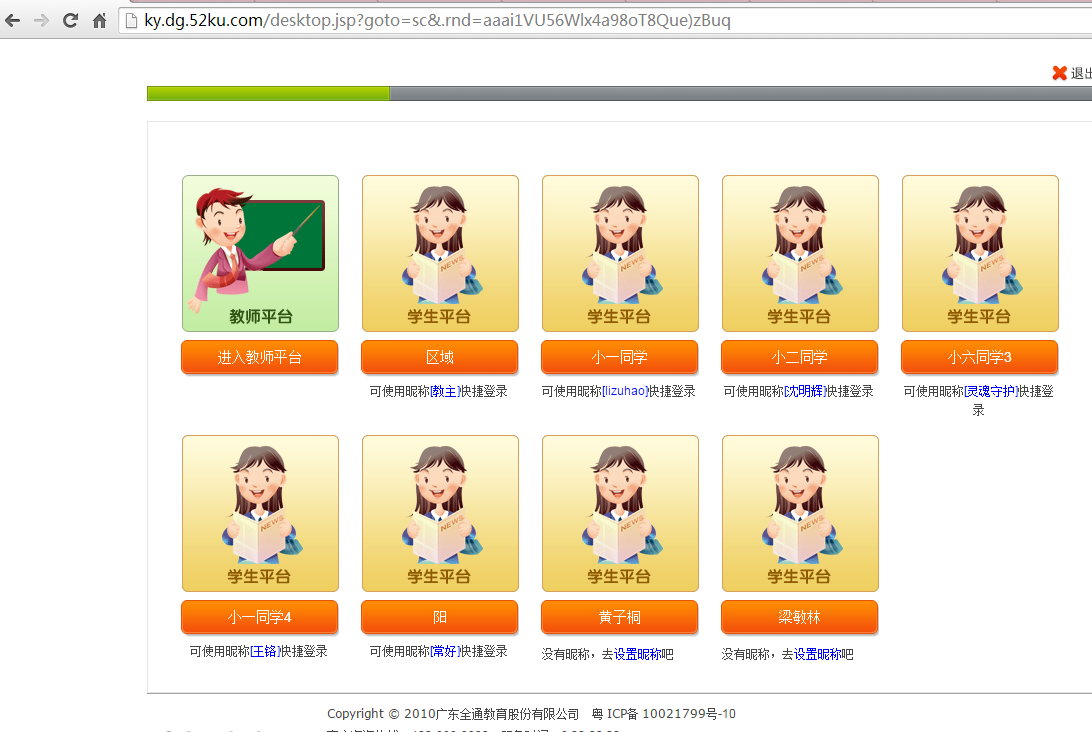 ky.dg.52ku.com/desktop.jsp?goto=sc&.rnd=aaai1VU56Wlx4a98oT8Que)zBuq
退出
教师平台
学生平台
学生平台
学生平台
学生平台
进入教师平台
区域
小一同学
小二同学
小六同学3
可使用昵称[教主]快捷登录
可使用昵称[lizuhao]快捷登录
可使用昵称[沈明辉]快捷登录
可使用昵称[灵魂守护]快捷登
录
学生平台
学生平台
学生平台
学生平台
小一同学4
阳
黄子桐
梁敏林
可使用昵称[王铬]快捷登录
可使用昵称[常好]快捷登录
没有昵称，去设置昵称吧
没有昵称，去设置昵称吧
Copyright © 2010广东全通教育股份有限公司 粤 ICP备 10021799号-10